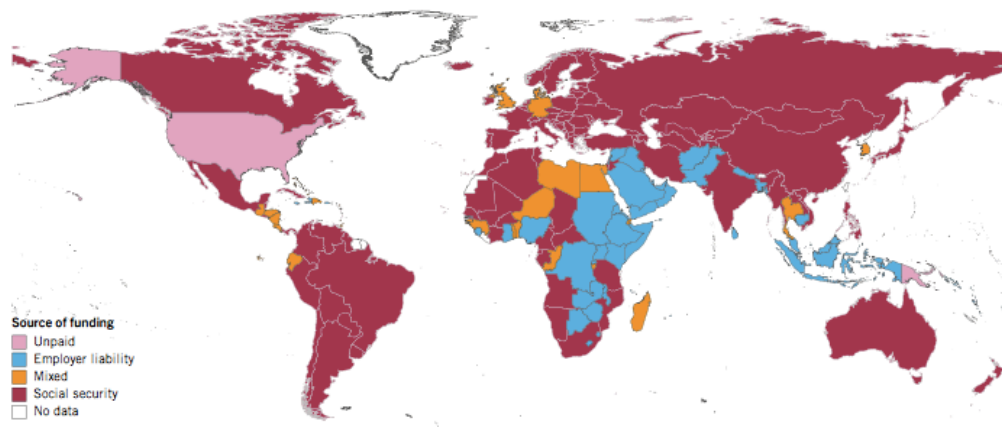 Source of funding
Unpaid
Employer liability
Mixed
Social security
No data